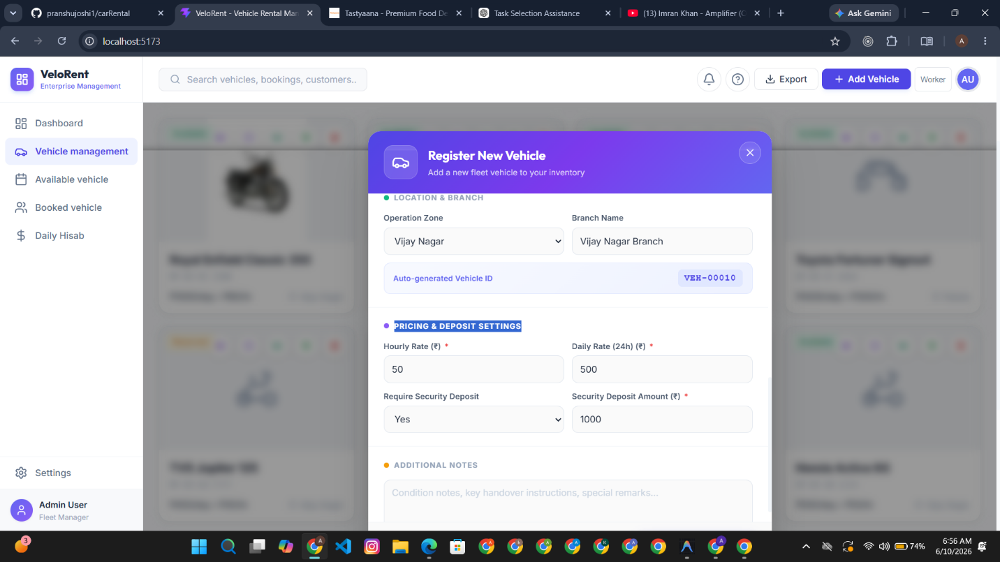 pranshujoshi1/carRental
VeloRent - Vehicle Rental Man
Tastyaana - Premium Food De
Task Selection Assistance
(13) Imran Khan - Amplifier (O
Ask Gemini
localhost:5173
A
VeloRent
Enterprise Management
Search vehicles, bookings, customers..
Export
+ Add Vehicle
Worker
AU
Dashboard
Vehicle management
Available vehicle
Booked vehicle
Daily Hisab
Settings
Admin User
Fleet Manager
Register New Vehicle
Add a new fleet vehicle to your inventory
LOCATION & BRANCH
Operation Zone
Branch Name
Vijay Nagar
Vijay Nagar Branch
Auto-generated Vehicle ID
VEH-00010
PRICING & DEPOSIT SETTINGS
Hourly Rate (₹) *
Daily Rate (24h) (₹) *
50
500
Require Security Deposit
Security Deposit Amount (₹) *
Yes
1000
ADDITIONAL NOTES
Condition notes, key handover instructions, special remarks...
3
74%
6:56 AM
6/10/2026